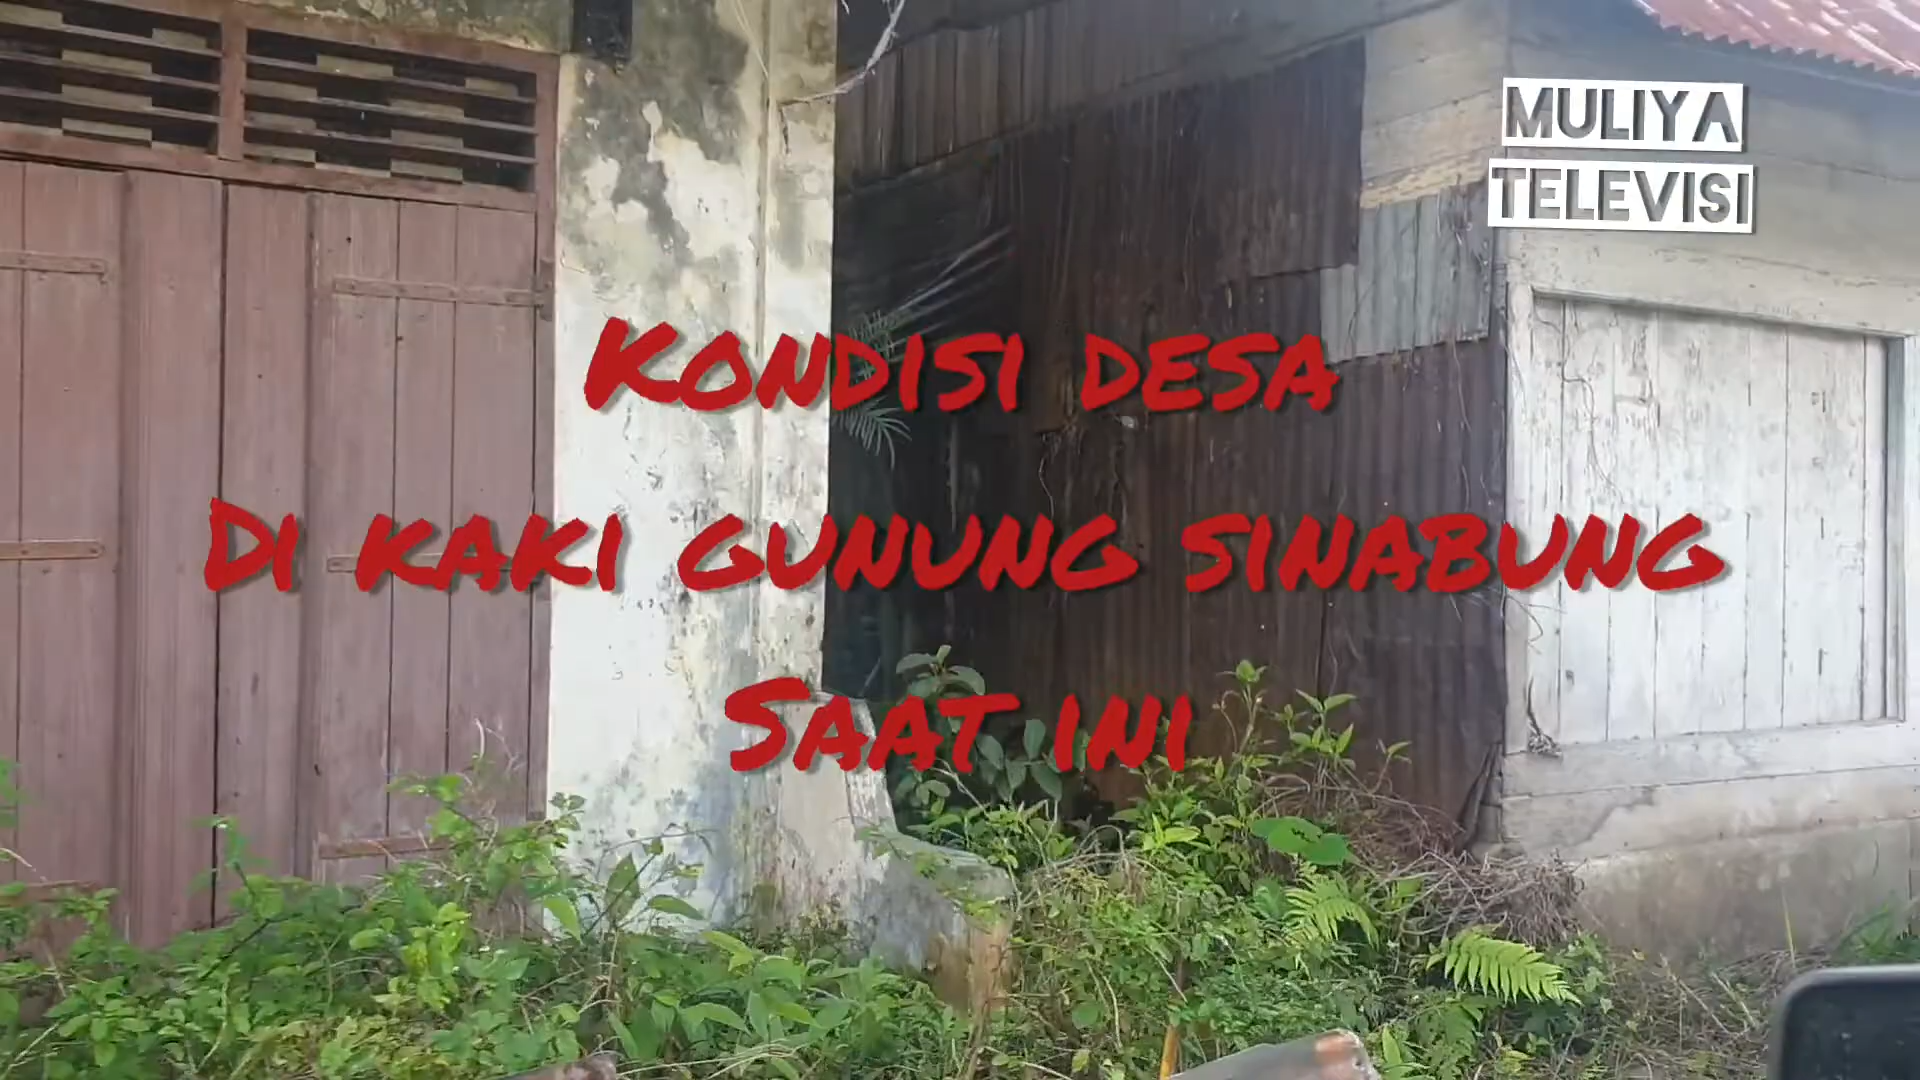 MULIYA
TELEVISI
Kondisi desa
Di kaki gunung sinabung
Saat ini